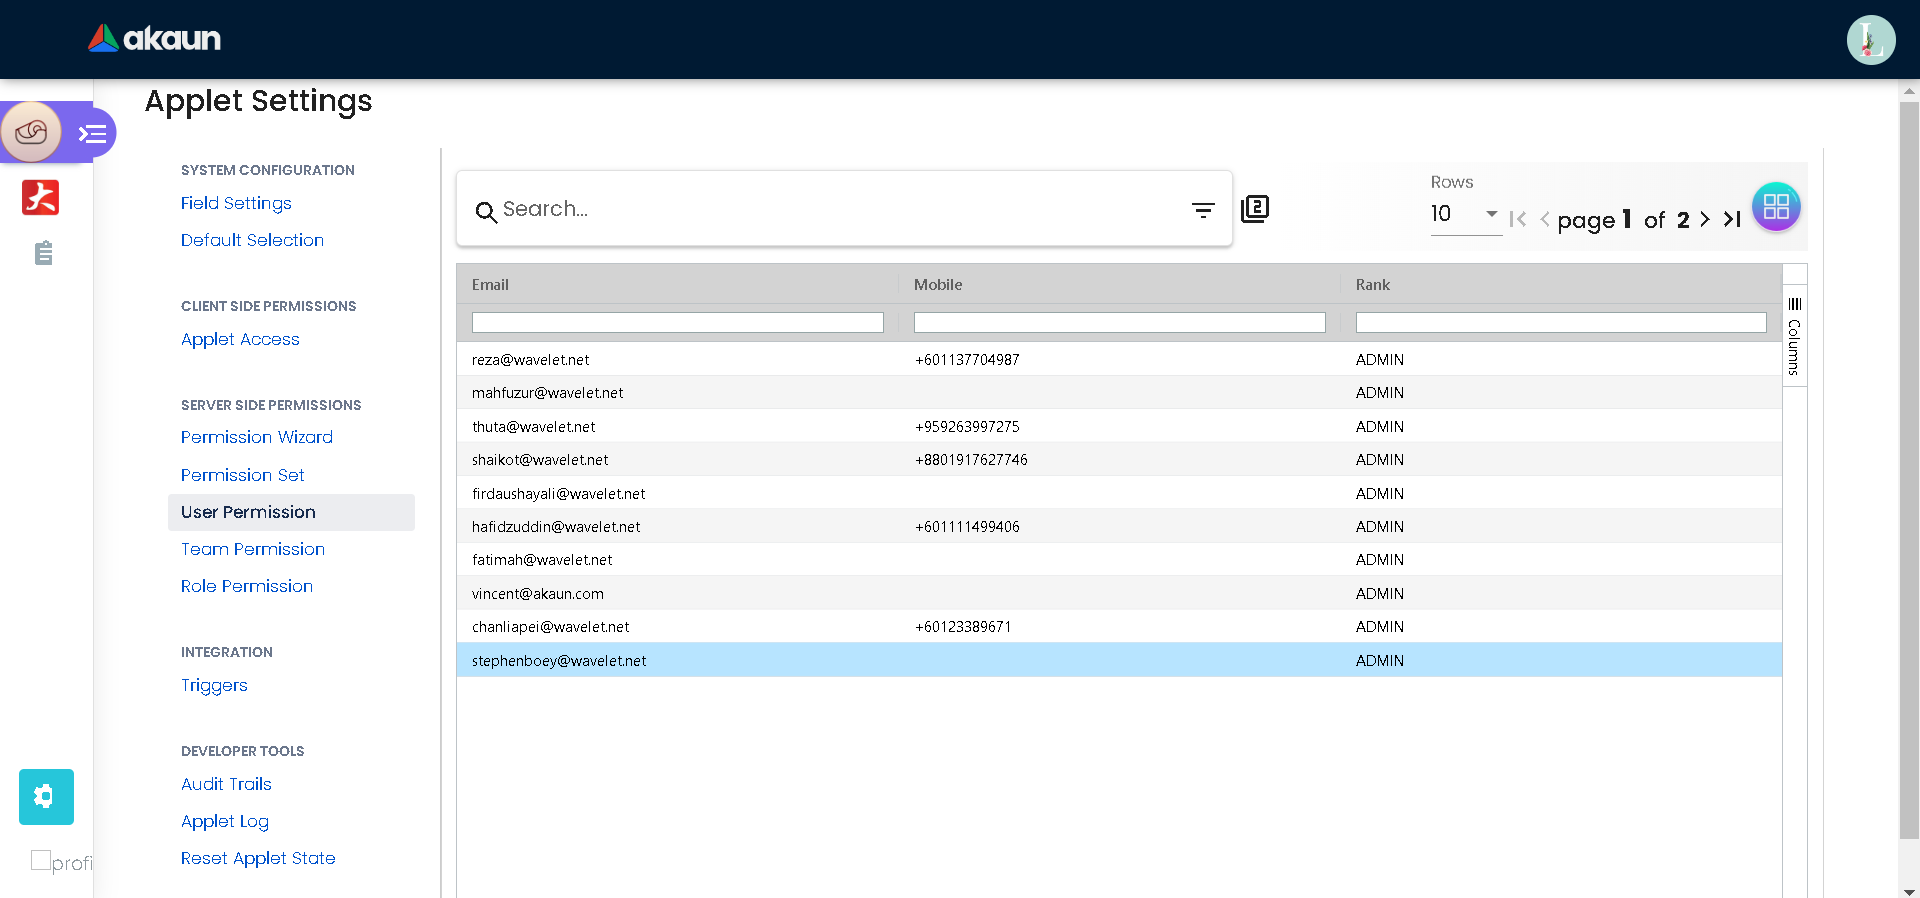 akaun
Applet Settings
SYSTEM CONFIGURATION
Field Settings
Default Selection
CLIENT SIDE PERMISSIONS
Applet Access
SERVER SIDE PERMISSIONS
Permission Wizard
Permission Set
User Permission
Team Permission
Role Permission
INTEGRATION
Triggers
DEVELOPER TOOLS
Audit Trails
Applet Log
Reset Applet State
profi
Search...
2
Rows
10
page 1 of 2
Email Mobile Rank
reza@wavelet.net +601137704987 ADMIN
mahfuzur@wavelet.net ADMIN
thuta@wavelet.net +959263997275 ADMIN
shaikot@wavelet.net +8801917627746 ADMIN
firdaushayali@wavelet.net ADMIN
hafidzuddin@wavelet.net +601111499406 ADMIN
fatimah@wavelet.net ADMIN
vincent@akaun.com ADMIN
chanliapei@wavelet.net +60123389671 ADMIN
stephenboey@wavelet.net ADMIN
Columns
L